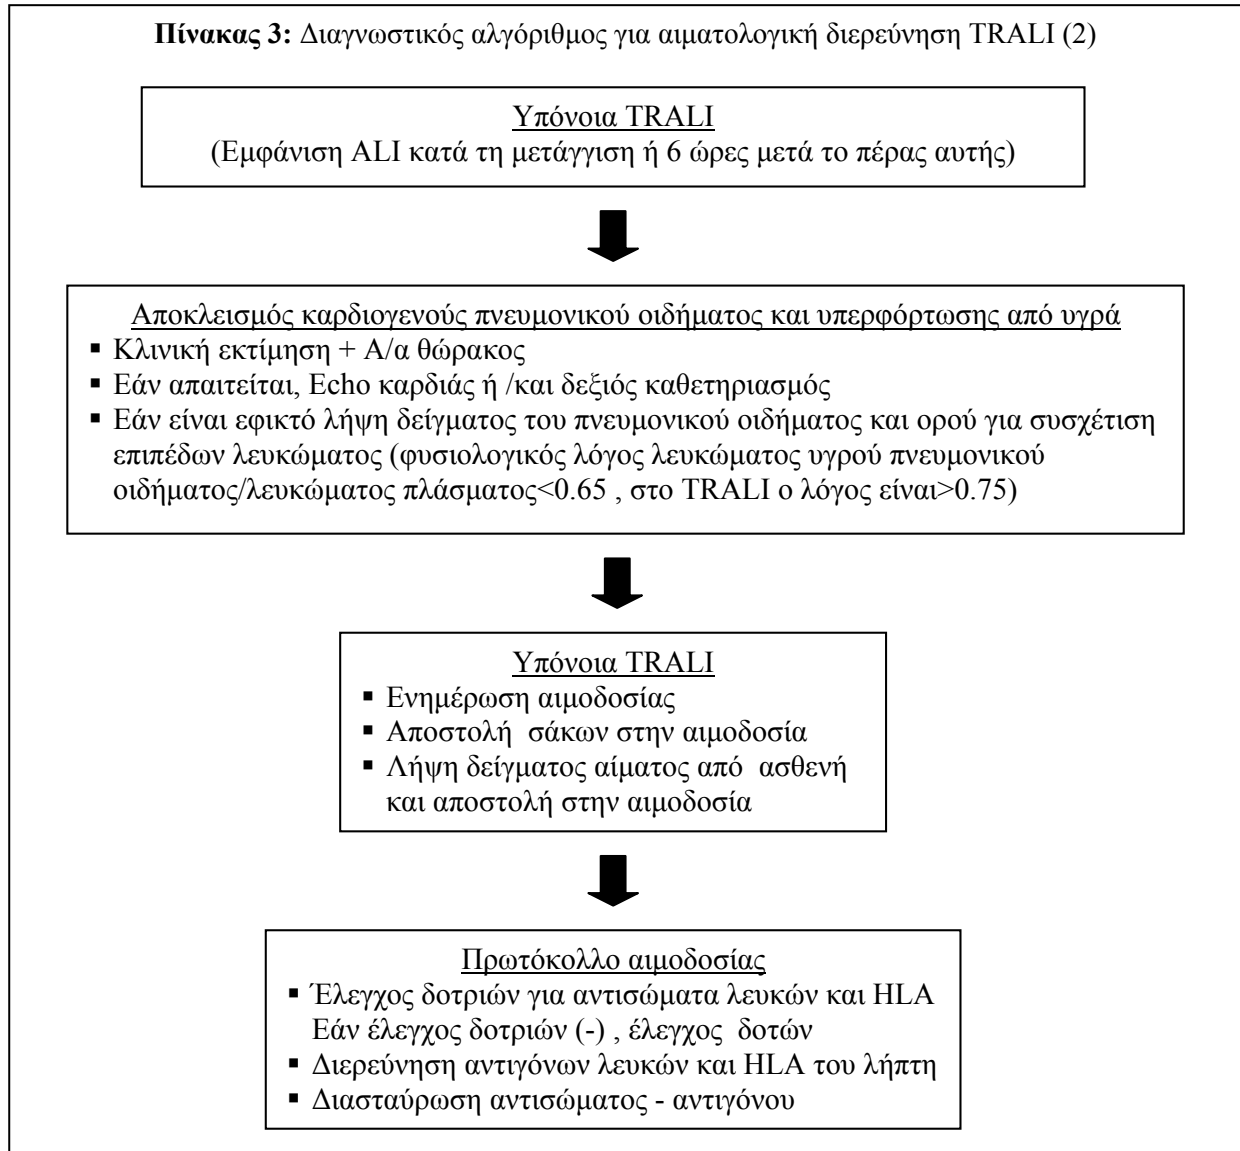 Πίνακας 3: Διαγνωστικός αλγόριθμος για αιματολογική διερεύνηση TRALI (2)
Υπόνοια TRALI
(Εμφάνιση ALI κατά τη μετάγγιση ή 6 ώρες μετά το πέρας αυτής)
Αποκλεισμός καρδιογενούς πνευμονικού οιδήματος και υπερφόρτωσης από υγρά
▪ Κλινική εκτίμηση + Α/α θώρακος
▪ Εάν απαιτείται, Echo καρδιάς ή /και δεξιός καθετηριασμός
▪ Εάν είναι εφικτό λήψη δείγματος του πνευμονικού οιδήματος και ορού για συσχέτιση
επιπέδων λευκώματος (φυσιολογικός λόγος λευκώματος υγρού πνευμονικού
οιδήματος/λευκώματος πλάσματος<0.65 , στο TRALI ο λόγος είναι>0.75)
Υπόνοια TRALI
▪ Ενημέρωση αιμοδοσίας
▪ Αποστολή σάκων στην αιμοδοσία
▪ Λήψη δείγματος αίματος από ασθενή
και αποστολή στην αιμοδοσία
Πρωτόκολλο αιμοδοσίας
▪ Έλεγχος δοτριών για αντισώματα λευκών και HLA
Εάν έλεγχος δοτριών (-) , έλεγχος δοτών
▪ Διερεύνηση αντιγόνων λευκών και HLA του λήπτη
▪ Διασταύρωση αντισώματος - αντιγόνου